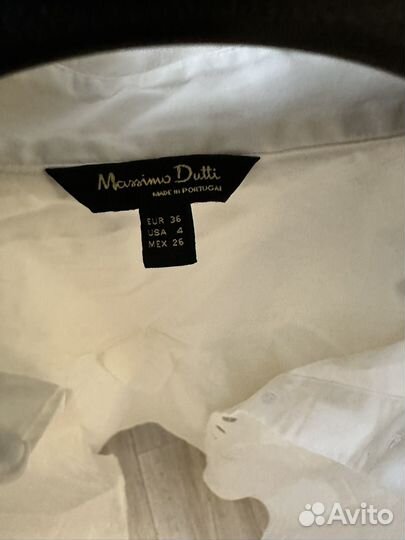 Massimo Dutti
MADE IN PORTUGAL
EUR 36
USA 4
MEX 26
Avito